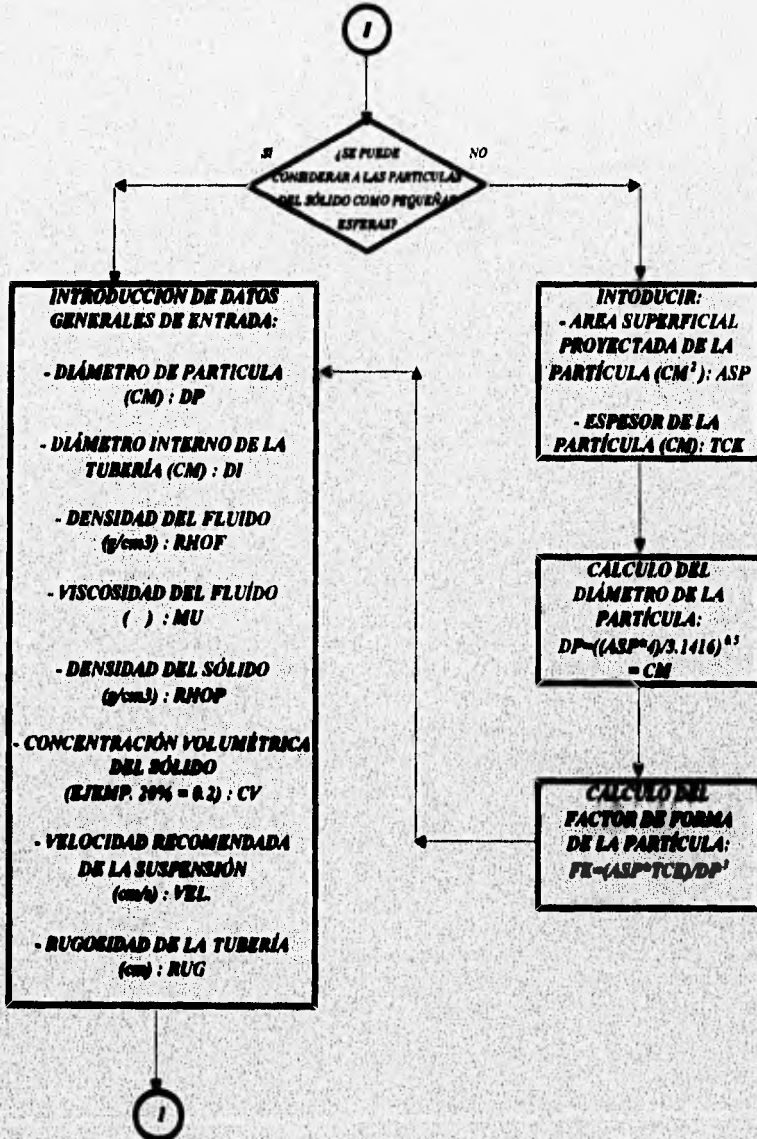 1
¿SE PUEDE
CONSIDERAR A LAS PARTICULAS
DEL SÓLIDO COMO PEQUEÑAS
ESFERAS?
SI
NO
INTRODUCCION DE DATOS
GENERALES DE ENTRADA:
- DIÁMETRO DE PARTICULA
(CM) : DP
- DIÁMETRO INTERNO DE LA
TUBERÍA (CM) : DI
- DENSIDAD DEL FLUIDO
(g/cm3) : RHOF
- VISCOSIDAD DEL FLUÍDO
( ) : MU
- DENSIDAD DEL SÓLIDO
(g/cm3) : RHOP
- CONCENTRACIÓN VOLUMÉTRICA
DEL SÓLIDO
(EJEMP. 20% = 0.2) : CV
- VELOCIDAD RECOMENDADA
DE LA SUSPENSIÓN
(cm/s) : VEL.
- RUGOSIDAD DE LA TUBERÍA
(cm) : RUG
1
INTODUCIR:
- AREA SUPERFICIAL
PROYECTADA DE LA
PARTÍCULA (CM²): ASP
- ESPESOR DE LA
PARTÍCULA (CM): TCK
CALCULO DEL
DIÁMETRO DE LA
PARTÍCULA:
DP=((ASP*4)/3.1416)^0.5
= CM
CALCULO DEL
FACTOR DE FORMA
DE LA PARTÍCULA:
FK=(ASP*TCK)/DP³